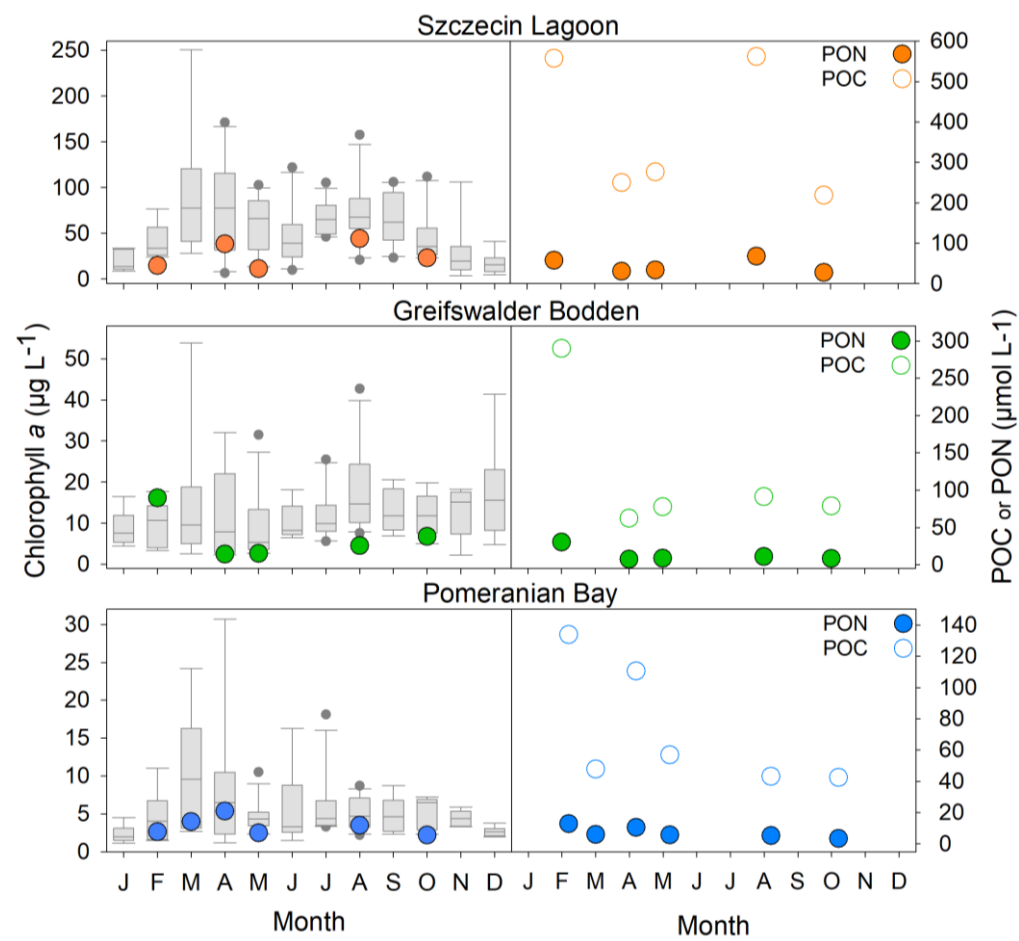 Szczecin Lagoon
250
200
150
100
50
0
PON
POC
600
500
400
300
200
100
0
Greifswalder Bodden
50
40
30
20
10
0
PON
POC
300
250
200
150
100
50
0
Chlorophyll a (µg L-1)
POC or PON (µmol L-1)
Pomeranian Bay
30
25
20
15
10
5
0
PON
POC
140
120
100
80
60
40
20
0
J F M A M J J A S O N D
J F M A M J J A S O N D
Month
Month